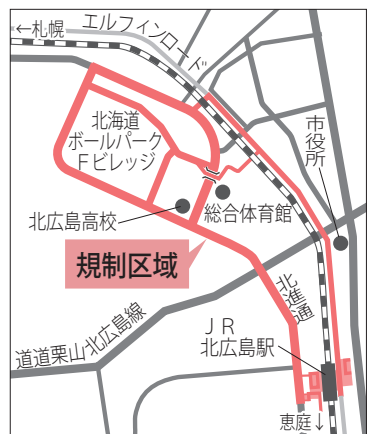 ←札幌
エルフィンロード
北海道
ボールパーク
Fビレッジ
市役所
北広島高校
総合体育館
規制区域
北進通
道道栗山北広島線
JR
北広島駅
恵庭↓